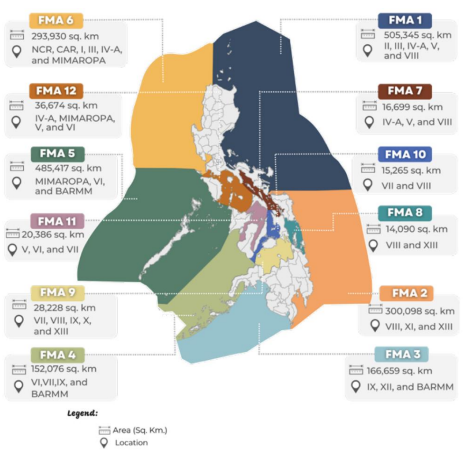 FMA 6
293,930 sq. km
NCR, CAR, I, III, IV-A,
and MIMAROPA
FMA 12
36,674 sq. km
IV-A, MIMAROPA,
V, and VI
FMA 5
485,417 sq. km
MIMAROPA, VI,
and BARMM
FMA 11
20,386 sq. km
V, VI, and VII
FMA 9
28,228 sq. km
VII, VIII, IX, X,
and XIII
FMA 4
152,076 sq. km
VI,VII,IX, and
BARMM
FMA 1
505,345 sq. km
II, III, IV-A, V,
and VIII
FMA 7
16,699 sq. km
IV-A, V, and VIII
FMA 10
15,265 sq. km
VII and VIII
FMA 8
14,090 sq. km
VIII and XIII
FMA 2
300,098 sq. km
VIII, XI, and XIII
FMA 3
166,659 sq. km
IX, XII, and BARMM
Legend:
Area (Sq. Km.)
Location